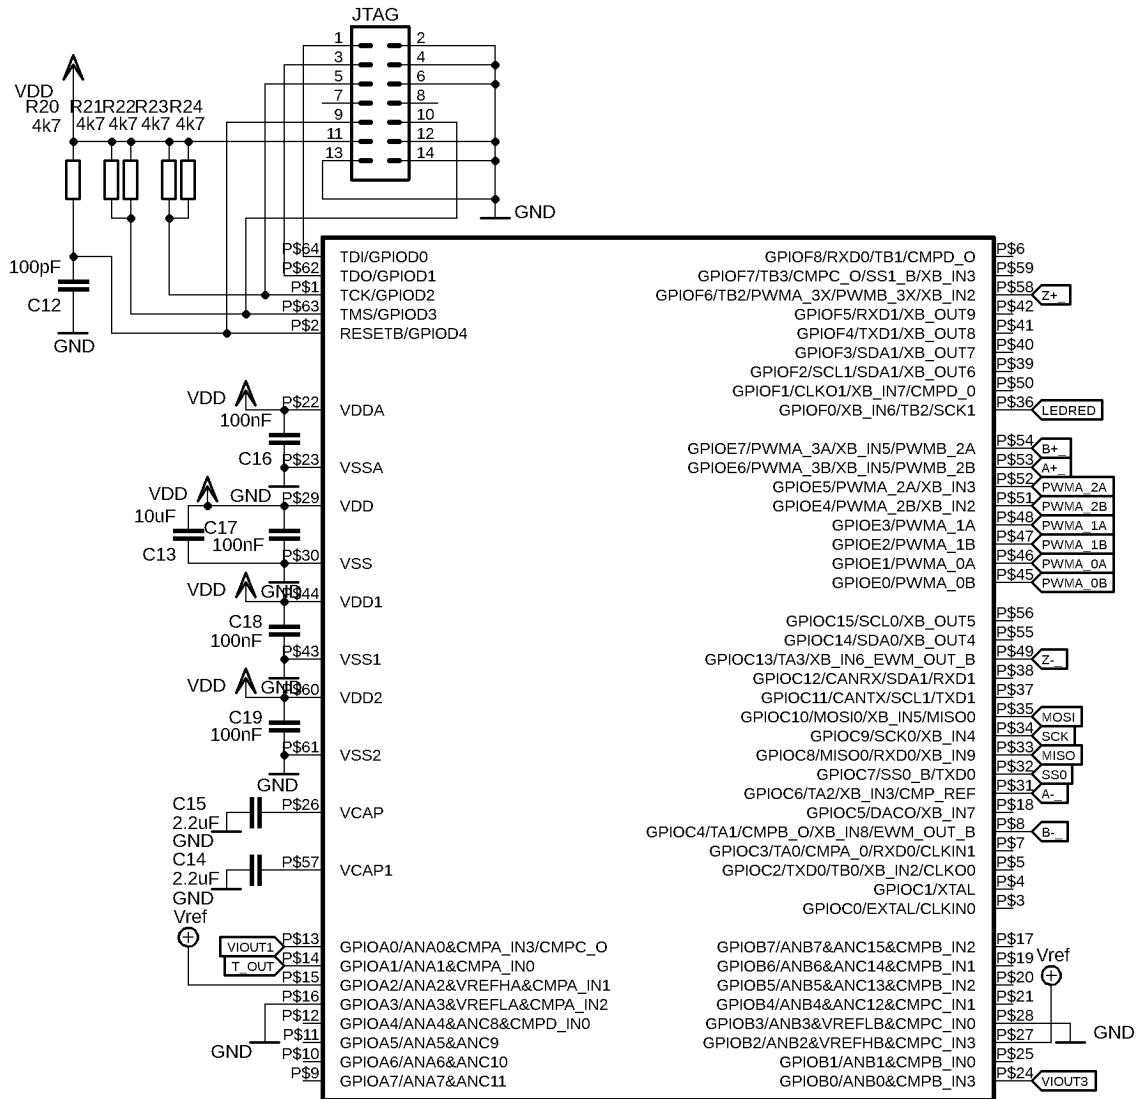 JTAG
1 2
3 4
5 6
7 8
9 10
11 12
13 14
GND
VDD
R20 R21 R22 R23 R24
4k7 4k7 4k7 4k7 4k7
100pF
C12
GND
P$64 TDI/GPIOD0
P$62 TDO/GPIOD1
P$1 TCK/GPIOD2
P$63 TMS/GPIOD3
P$2 RESETB/GPIOD4
VDD
P$22 VDDA
100nF
C16
P$23 VSSA
VDD GND
P$29 VDD
10uF
C17
C13 100nF
P$30 VSS
VDD GND
P$44 VDD1
C18
100nF
P$43 VSS1
VDD GND
P$60 VDD2
C19
100nF
P$61 VSS2
GND
C15
2.2uF
GND
P$26 VCAP
C14
2.2uF
GND
P$57 VCAP1
Vref
VIOUT1 P$13 GPIOA0/ANA0&CMPA_IN3/CMPC_O
T_OUT P$14 GPIOA1/ANA1&CMPA_IN0
P$15 GPIOA2/ANA2&VREFHA&CMPA_IN1
P$16 GPIOA3/ANA3&VREFLA&CMPA_IN2
P$12 GPIOA4/ANA4&ANC8&CMPD_IN0
GND P$11 GPIOA5/ANA5&ANC9
P$10 GPIOA6/ANA6&ANC10
P$9 GPIOA7/ANA7&ANC11
GPIOF8/RXD0/TB1/CMPD_O P$6
GPIOF7/TB3/CMPC_O/SS1_B/XB_IN3 P$59
GPIOF6/TB2/PWMA_3X/PWMB_3X/XB_IN2 P$58 Z+_
GPIOF5/RXD1/XB_OUT9 P$42
GPIOF4/TXD1/XB_OUT8 P$41
GPIOF3/SDA1/XB_OUT7 P$40
GPIOF2/SCL1/SDA1/XB_OUT6 P$39
GPIOF1/CLKO1/XB_IN7/CMPD_0 P$50
GPIOF0/XB_IN6/TB2/SCK1 P$36 LEDRED
GPIOE7/PWMA_3A/XB_IN5/PWMB_2A P$54 B+_
GPIOE6/PWMA_3B/XB_IN5/PWMB_2B P$53 A+_
GPIOE5/PWMA_2A/XB_IN3 P$52 PWMA_2A
GPIOE4/PWMA_2B/XB_IN2 P$51 PWMA_2B
GPIOE3/PWMA_1A P$48 PWMA_1A
GPIOE2/PWMA_1B P$47 PWMA_1B
GPIOE1/PWMA_0A P$46 PWMA_0A
GPIOE0/PWMA_0B P$45 PWMA_0B
GPIOC15/SCL0/XB_OUT5 P$56
GPIOC14/SDA0/XB_OUT4 P$55
GPIOC13/TA3/XB_IN6_EWM_OUT_B P$49 Z-_
GPIOC12/CANRX/SDA1/RXD1 P$38
GPIOC11/CANTX/SCL1/TXD1 P$37
GPIOC10/MOSI0/XB_IN5/MISO0 P$35 MOSI
GPIOC9/SCK0/XB_IN4 P$34 SCK
GPIOC8/MISO0/RXD0/XB_IN9 P$33 MISO
GPIOC7/SS0_B/TXD0 P$32 SS0
GPIOC6/TA2/XB_IN3/CMP_REF P$31 A-_
GPIOC5/DACO/XB_IN7 P$18
GPIOC4/TA1/CMPB_O/XB_IN8/EWM_OUT_B P$8 B-_
GPIOC3/TA0/CMPA_0/RXD0/CLKIN1 P$7
GPIOC2/TXD0/TB0/XB_IN2/CLKO0 P$5
GPIOC1/XTAL P$4
GPIOC0/EXTAL/CLKIN0 P$3
GPIOB7/ANB7&ANC15&CMPB_IN2 P$17
GPIOB6/ANB6&ANC14&CMPB_IN1 P$19 Vref
GPIOB5/ANB5&ANC13&CMPB_IN2 P$20
GPIOB4/ANB4&ANC12&CMPC_IN1 P$21
GPIOB3/ANB3&VREFLB&CMPC_IN0 P$28 GND
GPIOB2/ANB2&VREFHB&CMPC_IN3 P$27
GPIOB1/ANB1&CMPB_IN0 P$25
GPIOB0/ANB0&CMPB_IN3 P$24 VIOUT3